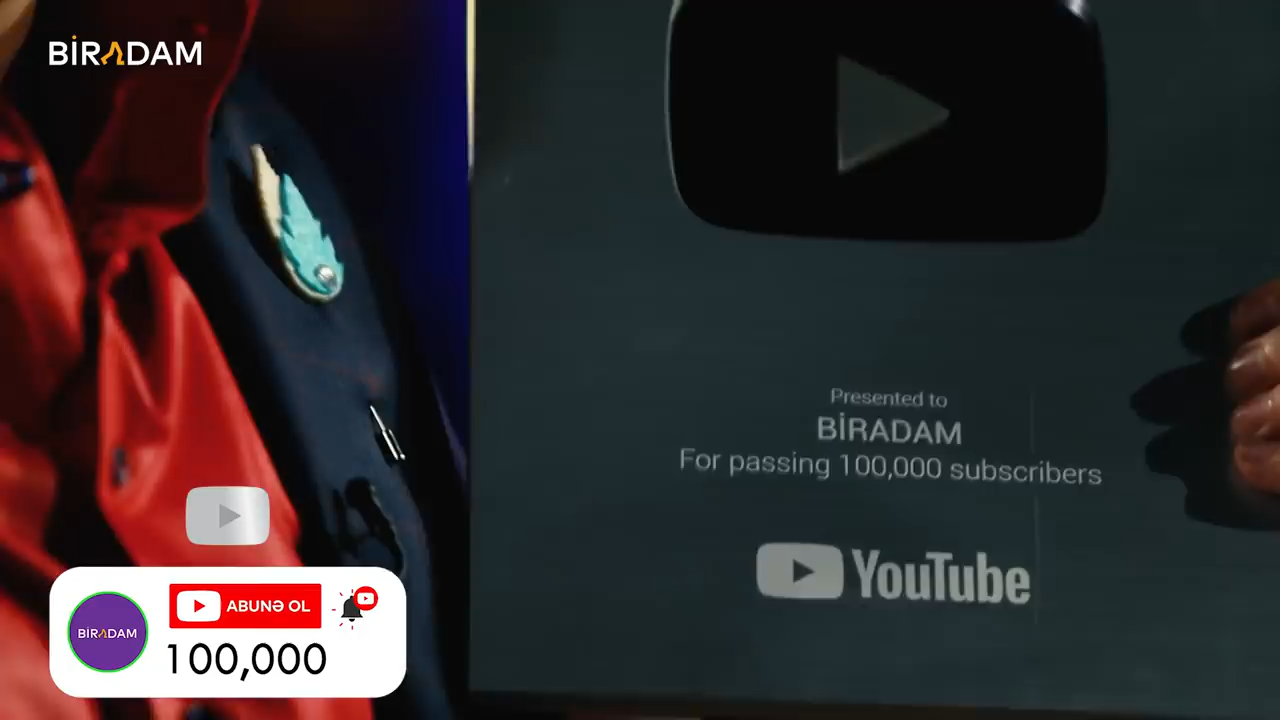 BİRADAM
Presented to
BİRADAM
For passing 100,000 subscribers
YouTube
BİRADAM
ABUNƏ OL
100,000